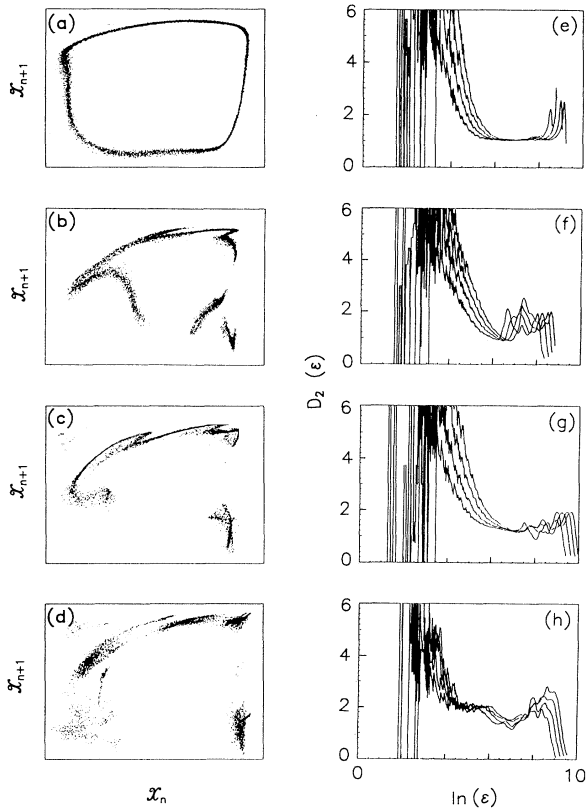 (a)
𝓍ₙ₊₁
(b)
𝓍ₙ₊₁
(c)
𝓍ₙ₊₁
(d)
𝓍ₙ₊₁
𝓍ₙ
D₂ (ε)
6
4
2
0
(e)
6
4
2
0
(f)
6
4
2
0
(g)
6
4
2
0
(h)
0
10
ln(ε)